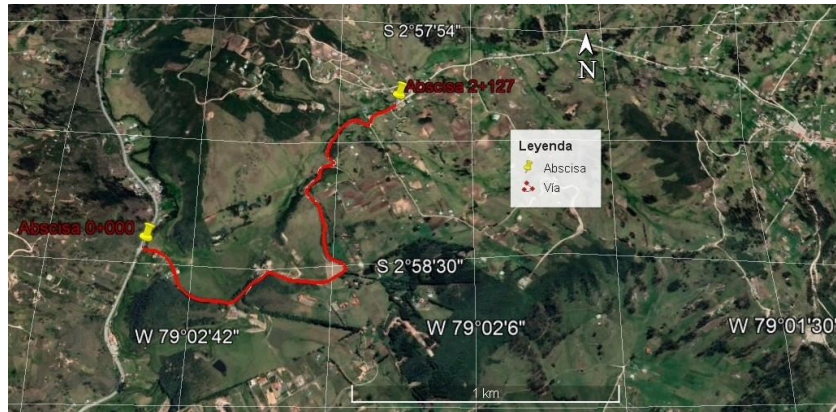 S 2°57'54"
N
Abscisa 2+127
Leyenda
Abscisa
Vía
Abscisa 0+000
S 2°58'30"
W 79°02'42"
W 79°02'6"
W 79°01'30"
1 km